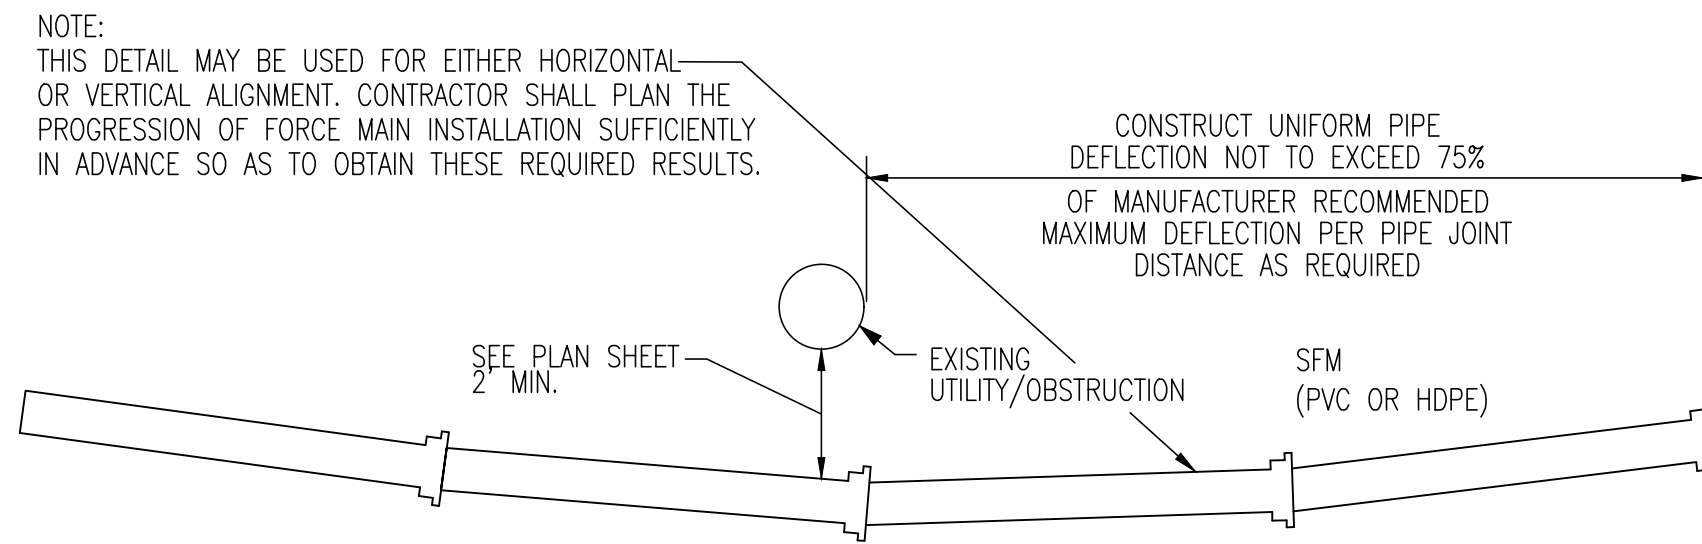 NOTE:
THIS DETAIL MAY BE USED FOR EITHER HORIZONTAL
OR VERTICAL ALIGNMENT. CONTRACTOR SHALL PLAN THE
PROGRESSION OF FORCE MAIN INSTALLATION SUFFICIENTLY
IN ADVANCE SO AS TO OBTAIN THESE REQUIRED RESULTS.
CONSTRUCT UNIFORM PIPE
DEFLECTION NOT TO EXCEED 75%
OF MANUFACTURER RECOMMENDED
MAXIMUM DEFLECTION PER PIPE JOINT
DISTANCE AS REQUIRED
SEE PLAN SHEET
2' MIN.
EXISTING
UTILITY/OBSTRUCTION
SFM
(PVC OR HDPE)